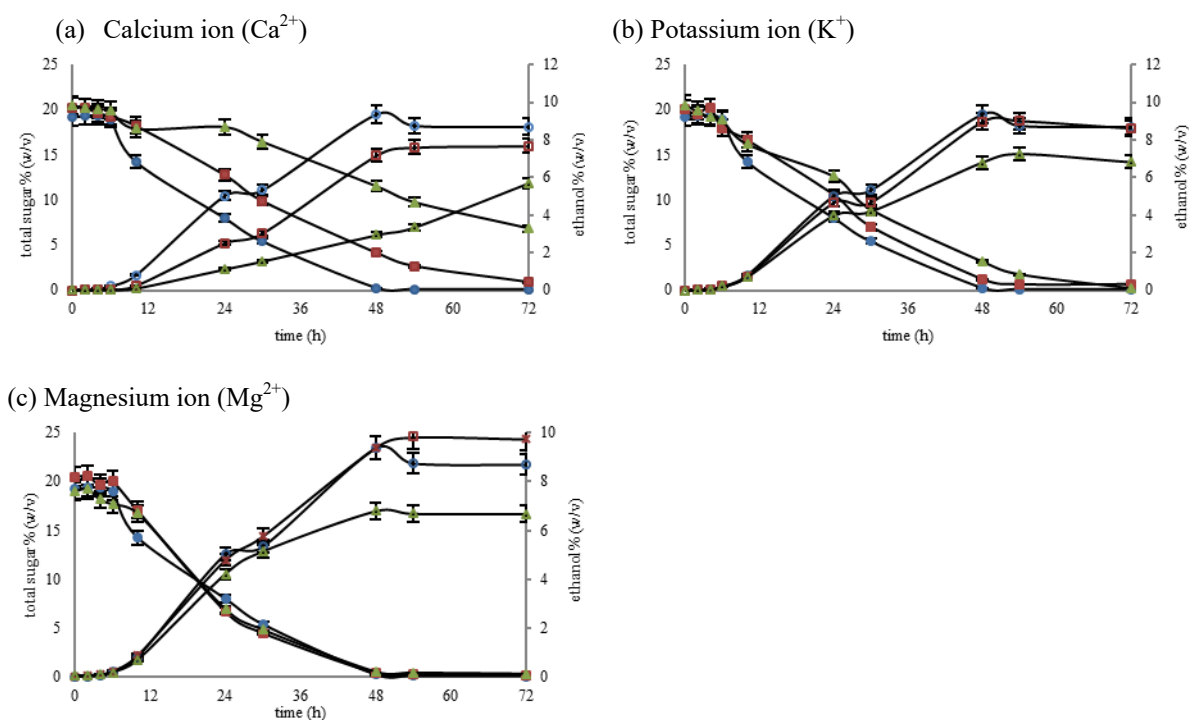 (a) Calcium ion (Ca²⁺)
25
20
15
10
5
0
total sugar% (w/v)
12
10
8
6
4
2
0
ethanol% (w/v)
0 12 24 36 48 60 72
time (h)
(b) Potassium ion (K⁺)
25
20
15
10
5
0
total sugar% (w/v)
12
10
8
6
4
2
0
ethanol% (w/v)
0 12 24 36 48 60 72
time (h)
(c) Magnesium ion (Mg²⁺)
25
20
15
10
5
0
total sugar% (w/v)
10
8
6
4
2
0
ethanol% (w/v)
0 12 24 36 48 60 72
time (h)